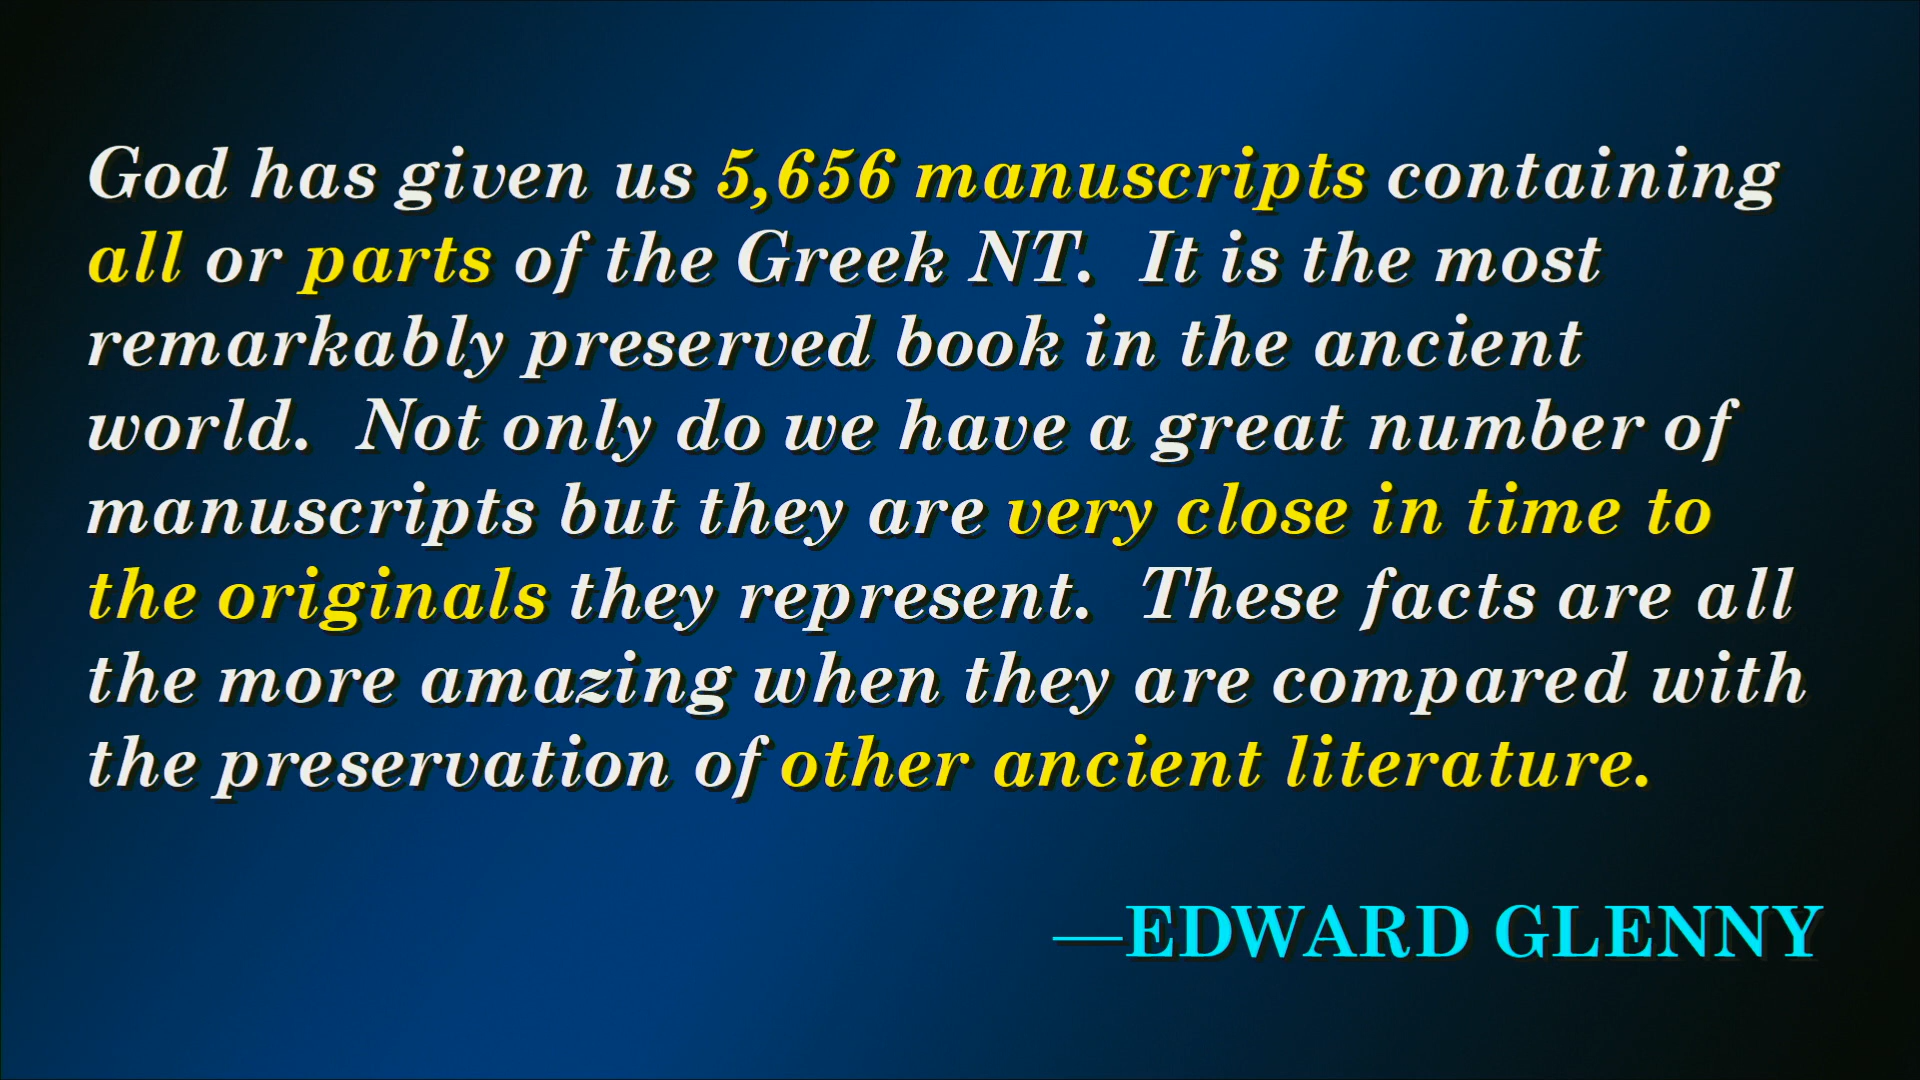 God has given us 5,656 manuscripts containing
all or parts of the Greek NT.  It is the most
remarkably preserved book in the ancient
world.  Not only do we have a great number of
manuscripts but they are very close in time to
the originals they represent.  These facts are all
the more amazing when they are compared with
the preservation of other ancient literature.
—EDWARD GLENNY